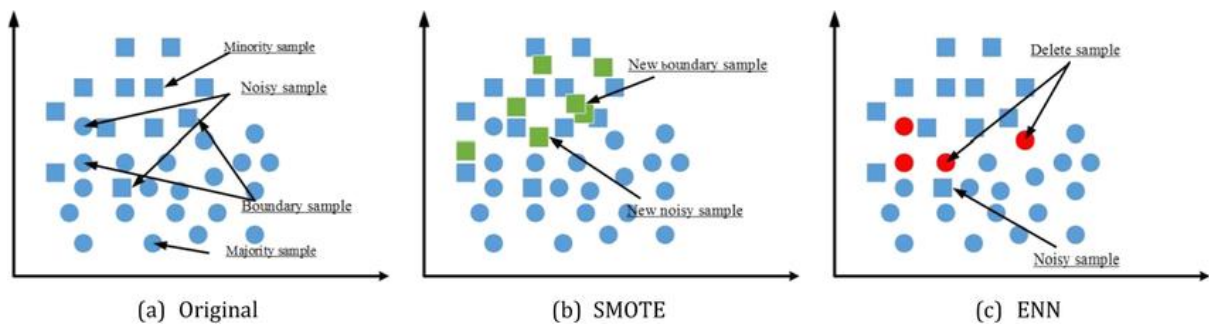 Minority sample
Noisy sample
Boundary sample
Majority sample
(a) Original
New boundary sample
New noisy sample
(b) SMOTE
Delete sample
Noisy sample
(c) ENN